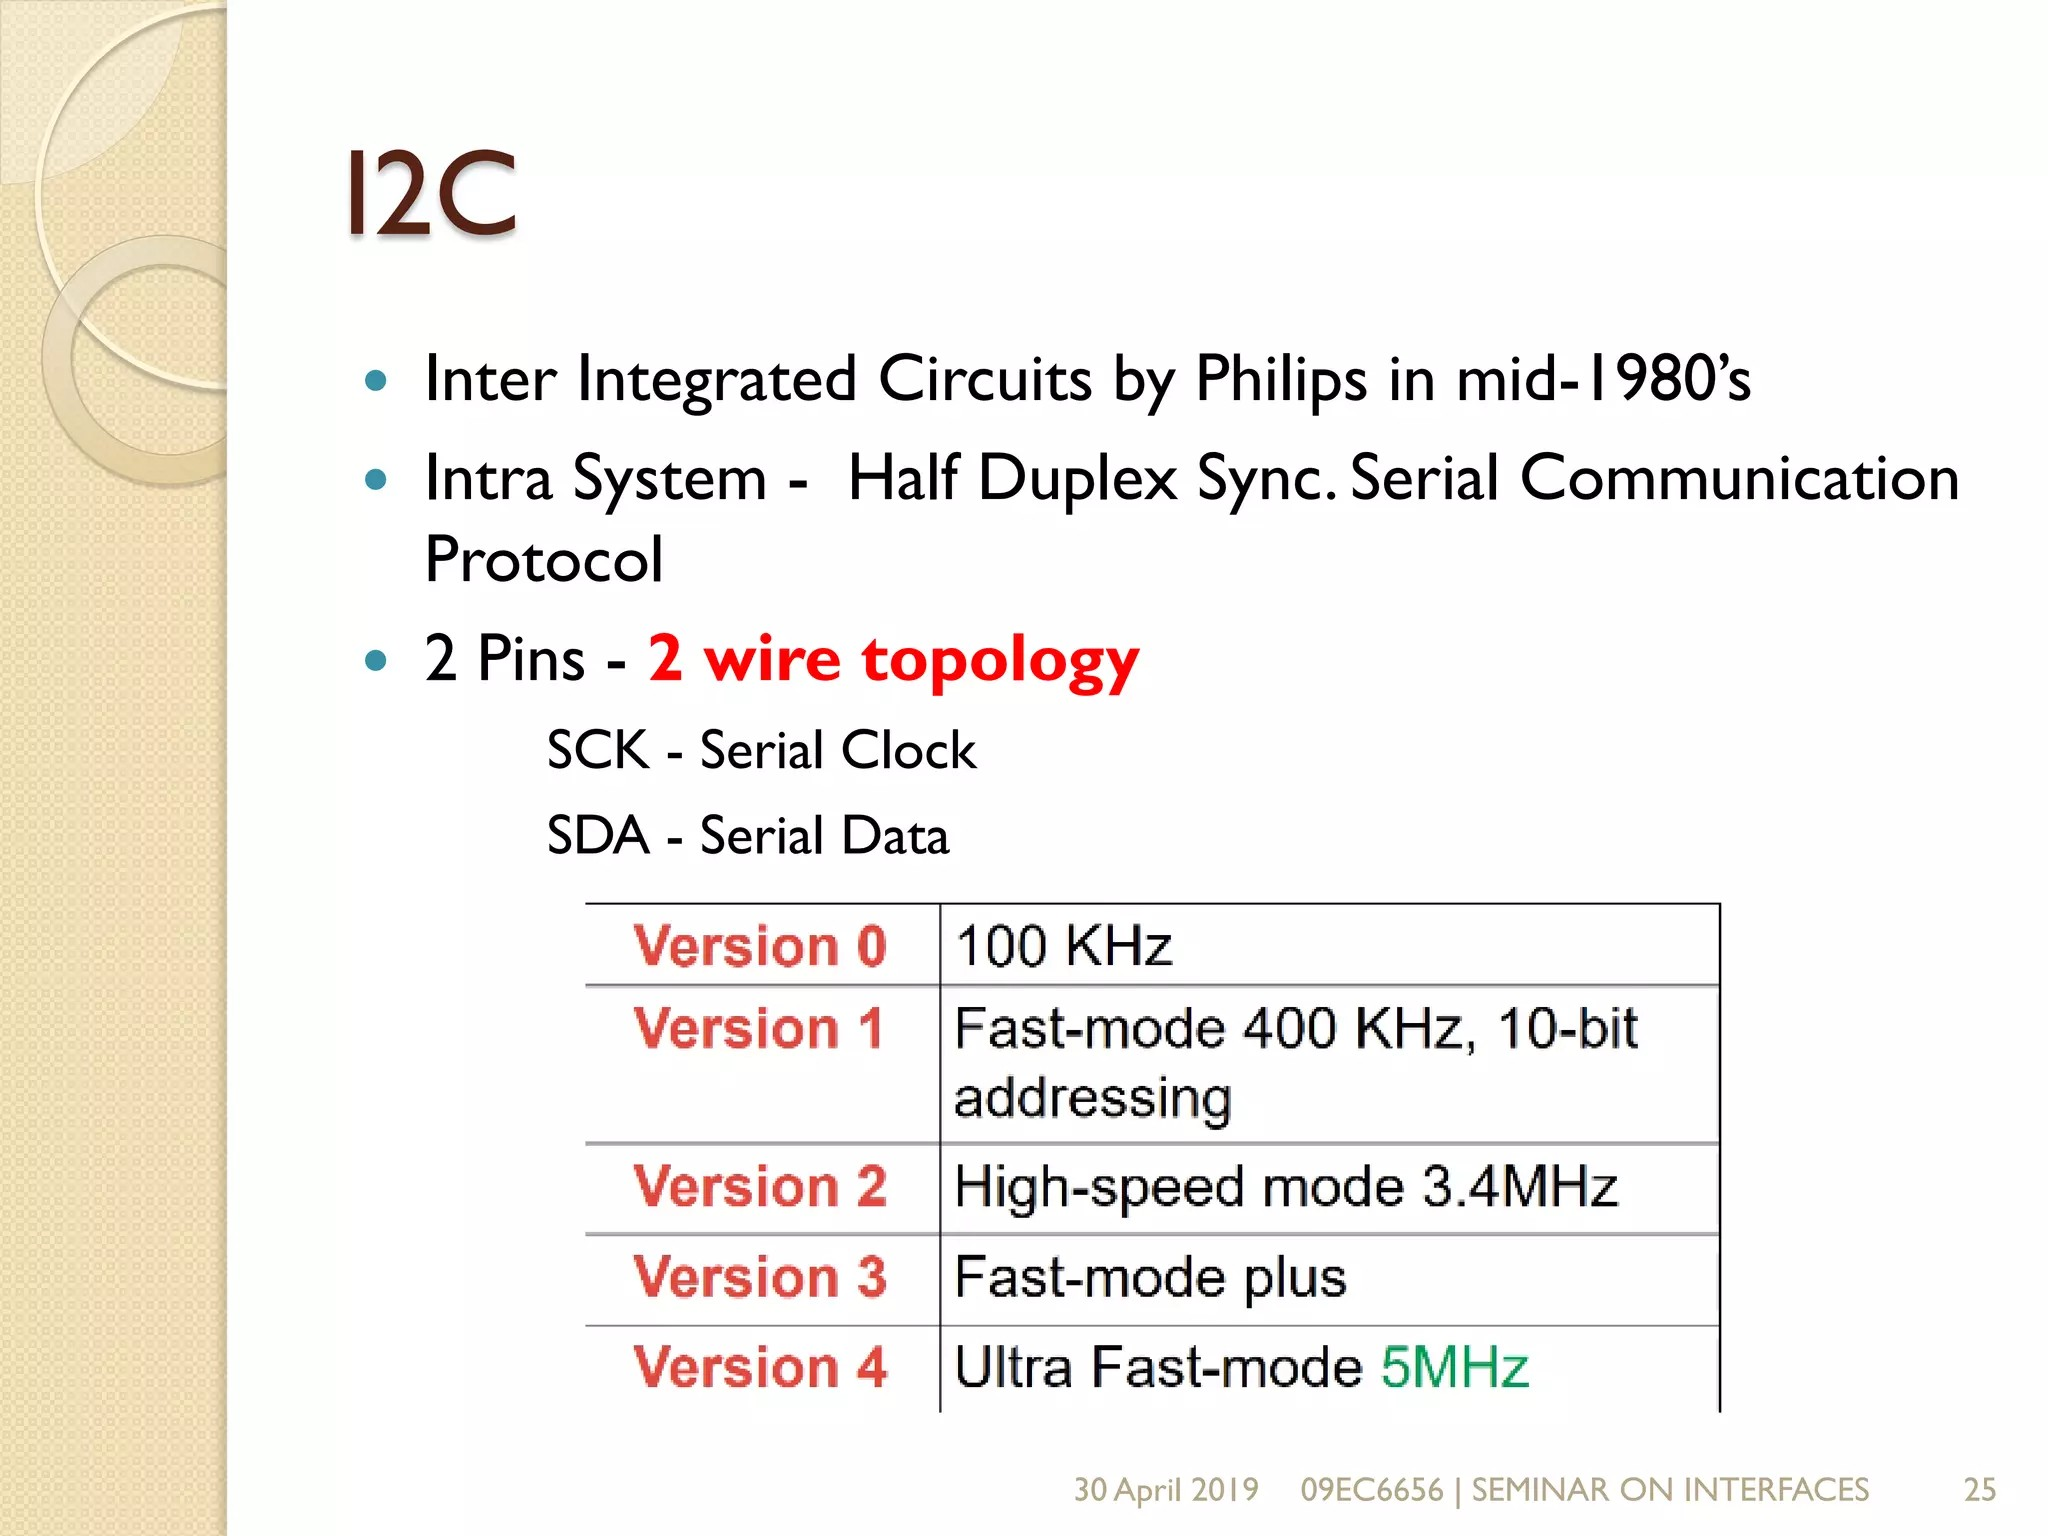 I2C
Inter Integrated Circuits by Philips in mid-1980’s
Intra System - Half Duplex Sync. Serial Communication
Protocol
2 Pins - 2 wire topology
SCK - Serial Clock
SDA - Serial Data
Version 0 100 KHz
Version 1 Fast-mode 400 KHz, 10-bit
addressing
Version 2 High-speed mode 3.4MHz
Version 3 Fast-mode plus
Version 4 Ultra Fast-mode 5MHz
30 April 2019 09EC6656 | SEMINAR ON INTERFACES 25